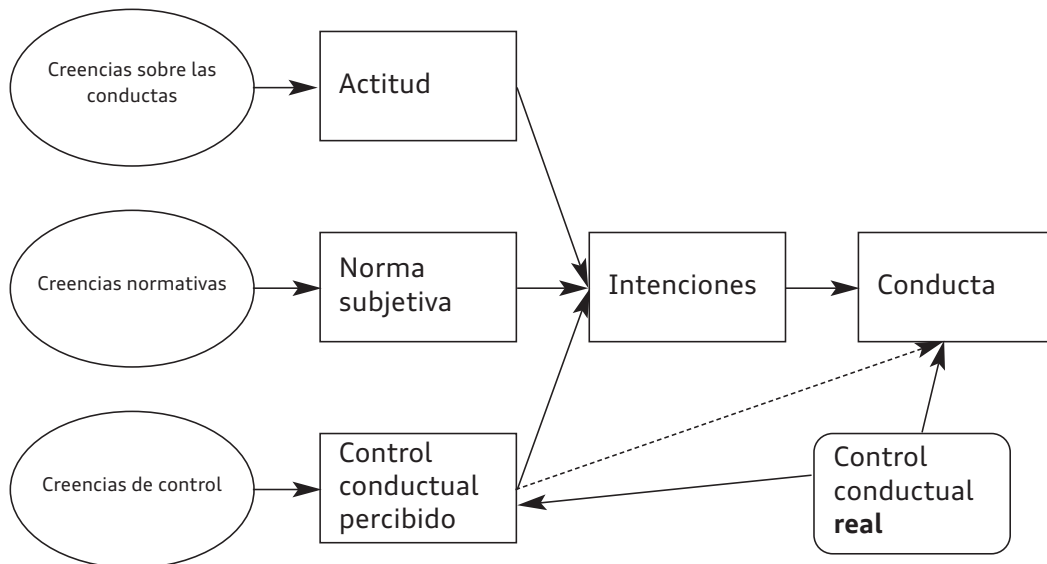 Creencias sobre las
conductas
Actitud
Creencias normativas
Norma
subjetiva
Intenciones
Conducta
Creencias de control
Control
conductual
percibido
Control
conductual
real